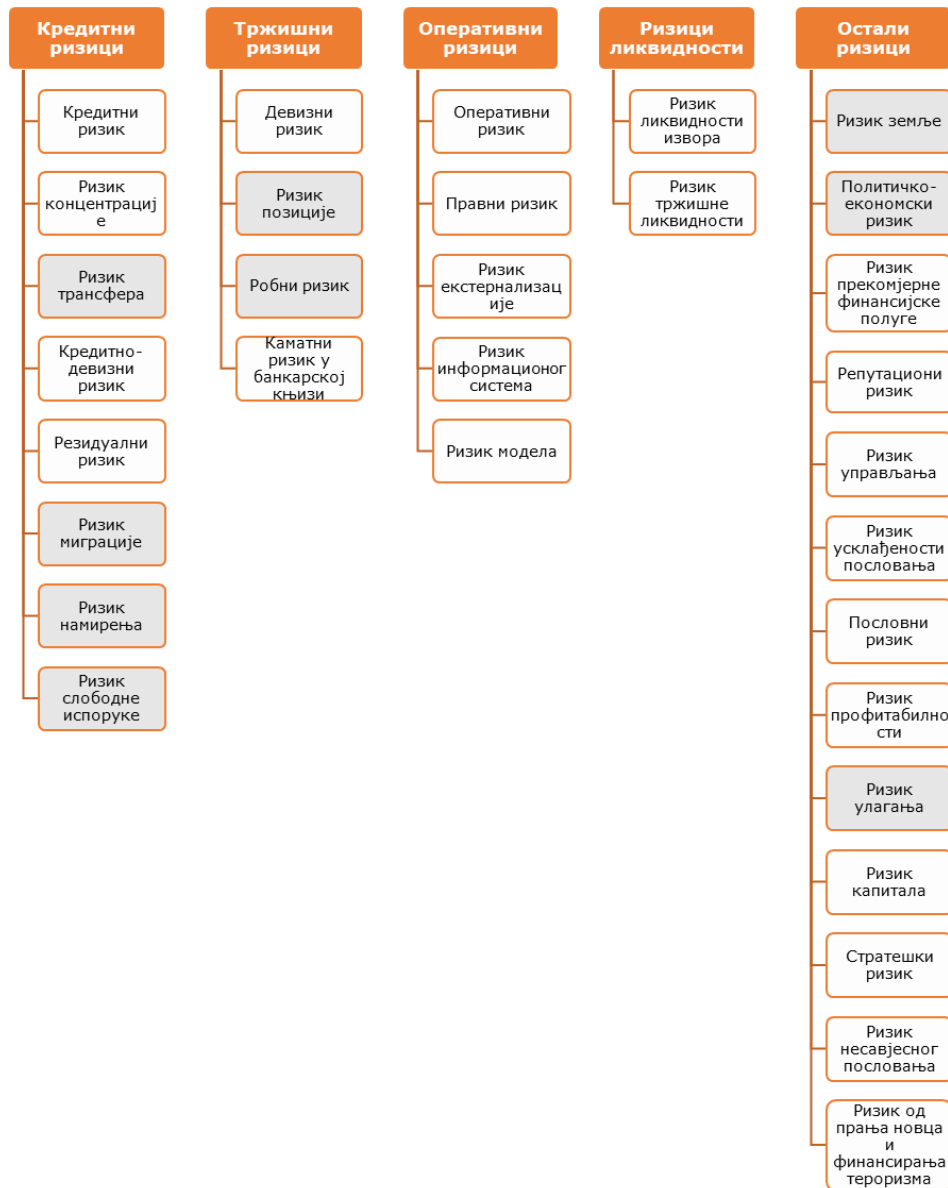 Кредитни
ризици
Кредитни
ризик
Ризик
концентрациј
е
Ризик
трансфера
Кредитно-
девизни
ризик
Резидуални
ризик
Ризик
миграције
Ризик
намирења
Ризик
слободне
испоруке
Тржишни
ризици
Девизни
ризик
Ризик
позиције
Робни ризик
Каматни
ризик у
банкарској
књизи
Оперативни
ризици
Оперативни
ризик
Правни ризик
Ризик
екстернализац
ије
Ризик
информационог
система
Ризик модела
Ризици
ликвидности
Ризик
ликвидности
извора
Ризик
тржишне
ликвидности
Остали
ризици
Ризик земље
Политичко-
економски
ризик
Ризик
прекомјерне
финансијске
полуге
Репутациони
ризик
Ризик
управљања
Ризик
усклађености
пословања
Пословни
ризик
Ризик
профитабилно
сти
Ризик
улагања
Ризик
капитала
Стратешки
ризик
Ризик
несавјесног
пословања
Ризик од
прања новца
и
финансирања
тероризма